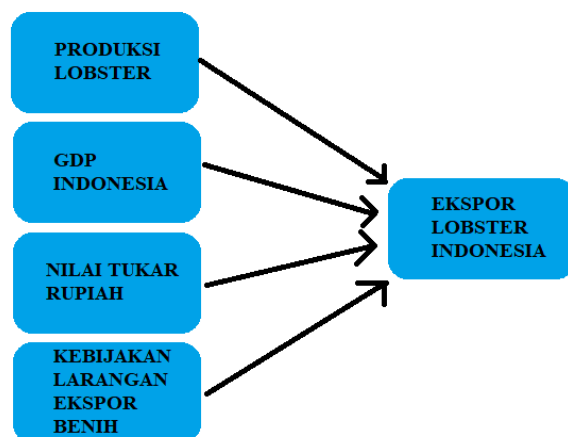 PRODUKSI
LOBSTER
GDP
INDONESIA
NILAI TUKAR
RUPIAH
KEBIJAKAN
LARANGAN
EKSPOR
BENIH
EKSPOR
LOBSTER
INDONESIA